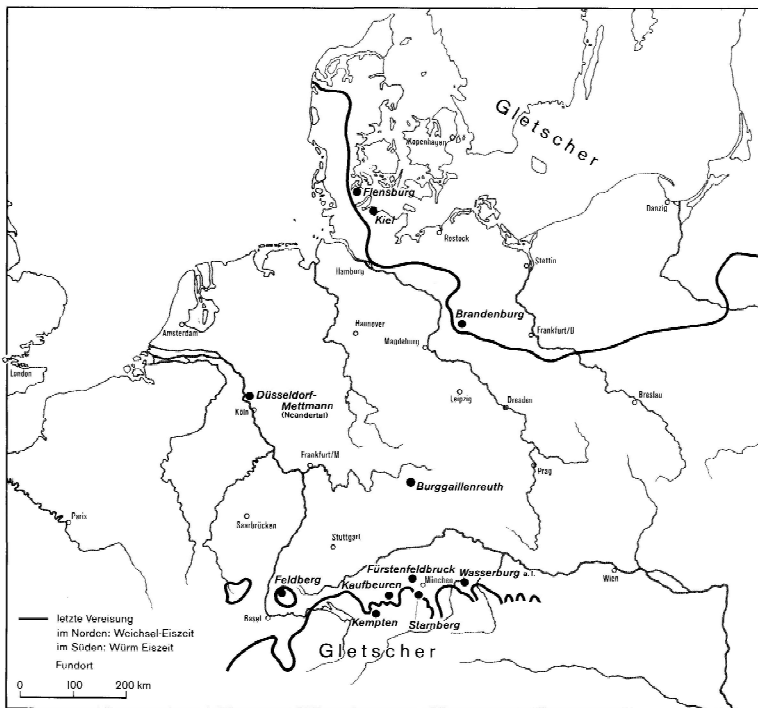 Gletscher
Kopenhagen
Flensburg
Kiel
Danzig
Rostock
Stettin
Hamburg
Brandenburg
Amsterdam
Hannover
Frankfurt/O
Magdeburg
London
Düsseldorf-
Mettmann
(Neandertal)
Köln
Leipzig
Dresden
Breslau
Frankfurt/M
Prag
Burggaillenreuth
Paris
Saarbrücken
Stuttgart
Fürstenfeldbruck
München
Wasserburg a.I.
Wien
Feldberg
Kaufbeuren
Basel
Kempten
Starnberg
Gletscher
letzte Vereisung
im Norden: Weichsel-Eiszeit
im Süden: Würm Eiszeit
Fundort
0 100 200 km